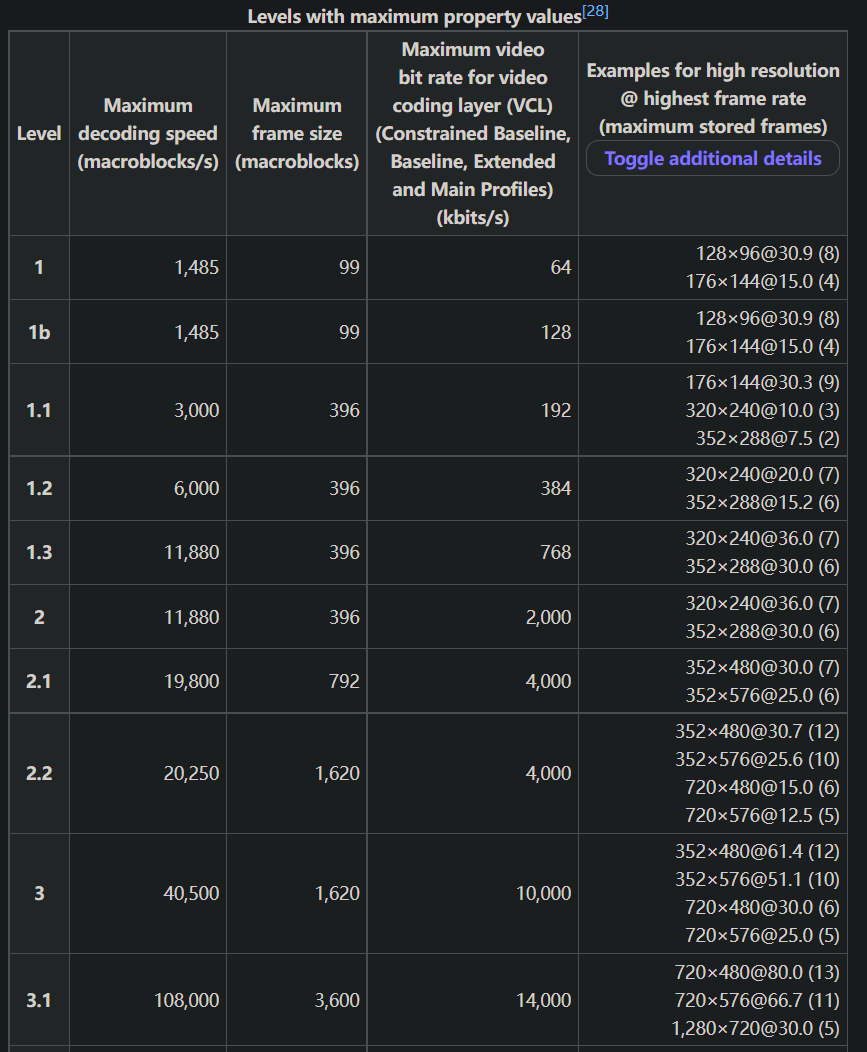 Levels with maximum property values[28]
Level
Maximum
decoding speed
(macroblocks/s)
Maximum
frame size
(macroblocks)
Maximum video
bit rate for video
coding layer (VCL)
(Constrained Baseline,
Baseline, Extended
and Main Profiles)
(kbits/s)
Examples for high resolution
@ highest frame rate
(maximum stored frames)
Toggle additional details
1 1,485 99 64
128×96@30.9 (8)
176×144@15.0 (4)
1b 1,485 99 128
128×96@30.9 (8)
176×144@15.0 (4)
1.1 3,000 396 192
176×144@30.3 (9)
320×240@10.0 (3)
352×288@7.5 (2)
1.2 6,000 396 384
320×240@20.0 (7)
352×288@15.2 (6)
1.3 11,880 396 768
320×240@36.0 (7)
352×288@30.0 (6)
2 11,880 396 2,000
320×240@36.0 (7)
352×288@30.0 (6)
2.1 19,800 792 4,000
352×480@30.0 (7)
352×576@25.0 (6)
2.2 20,250 1,620 4,000
352×480@30.7 (12)
352×576@25.6 (10)
720×480@15.0 (6)
720×576@12.5 (5)
3 40,500 1,620 10,000
352×480@61.4 (12)
352×576@51.1 (10)
720×480@30.0 (6)
720×576@25.0 (5)
3.1 108,000 3,600 14,000
720×480@80.0 (13)
720×576@66.7 (11)
1,280×720@30.0 (5)